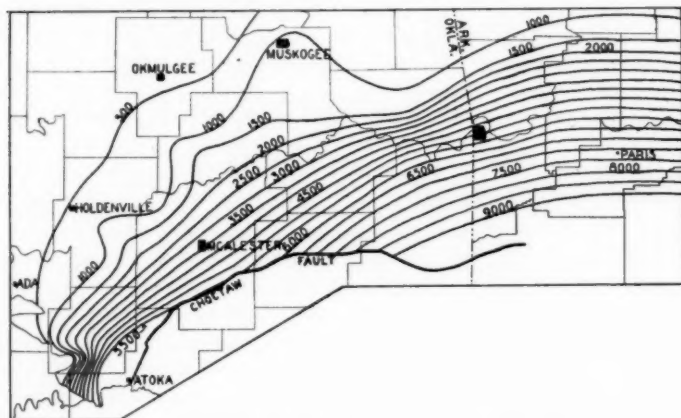 ARK.
OKLA.
1000
1500
2000
MUSKOGEE
OKMULGEE
500
1000
1500
2000
2500
3000
PARIS
8000
7500
6500
4500
3500
9000
HOLDENVILLE
MCALESTER
6000
FAULT
1000
ADA
CHOCTAW
5500
ATOKA